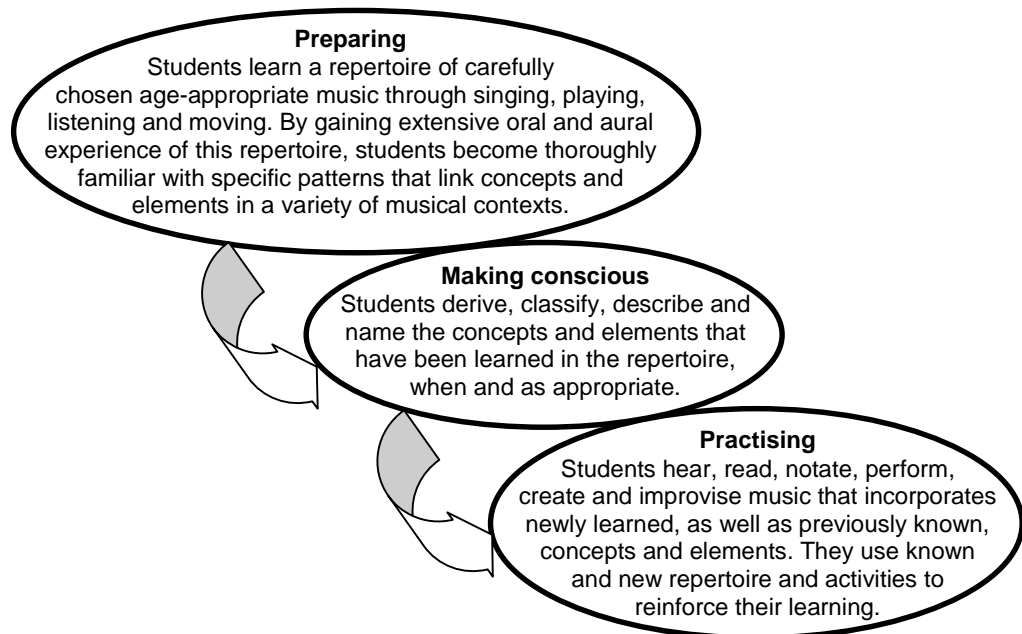 Preparing
Students learn a repertoire of carefully
chosen age-appropriate music through singing, playing,
listening and moving. By gaining extensive oral and aural
experience of this repertoire, students become thoroughly
familiar with specific patterns that link concepts and
elements in a variety of musical contexts.
Making conscious
Students derive, classify, describe and
name the concepts and elements that
have been learned in the repertoire,
when and as appropriate.
Practising
Students hear, read, notate, perform,
create and improvise music that incorporates
newly learned, as well as previously known,
concepts and elements. They use known
and new repertoire and activities to
reinforce their learning.